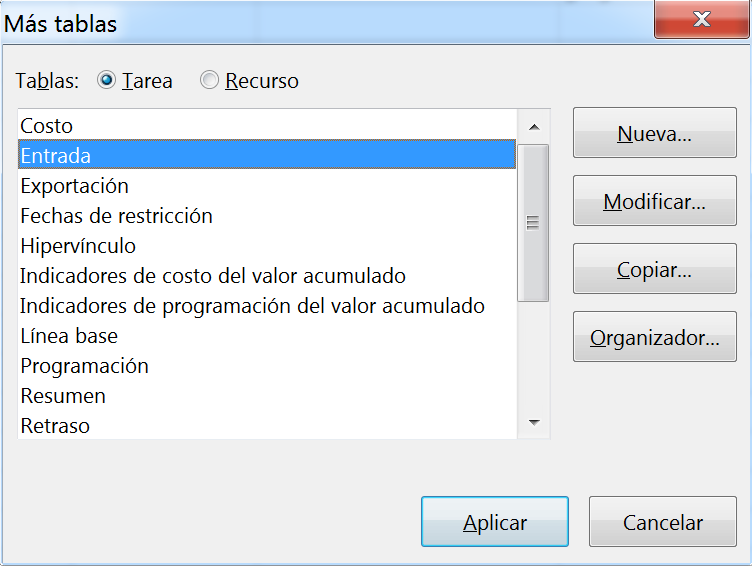 Más tablas
Tablas: Tarea Recurso
Costo
Entrada
Exportación
Fechas de restricción
Hipervínculo
Indicadores de costo del valor acumulado
Indicadores de programación del valor acumulado
Línea base
Programación
Resumen
Retraso
Nueva...
Modificar...
Copiar...
Organizador...
Aplicar
Cancelar